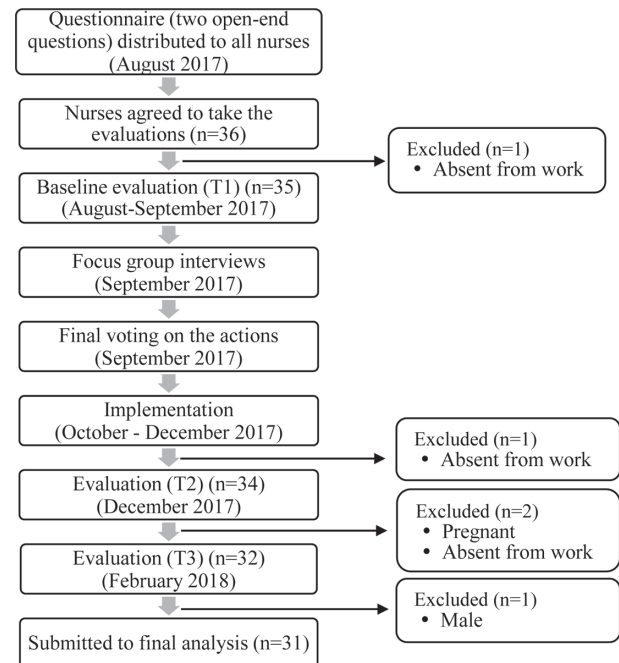 Questionnaire (two open-end
questions) distributed to all nurses
(August 2017)
Nurses agreed to take the
evaluations (n=36)
Excluded (n=1)
• Absent from work
Baseline evaluation (T1) (n=35)
(August-September 2017)
Focus group interviews
(September 2017)
Final voting on the actions
(September 2017)
Implementation
(October - December 2017)
Excluded (n=1)
• Absent from work
Evaluation (T2) (n=34)
(December 2017)
Excluded (n=2)
• Pregnant
• Absent from work
Evaluation (T3) (n=32)
(February 2018)
Excluded (n=1)
• Male
Submitted to final analysis (n=31)